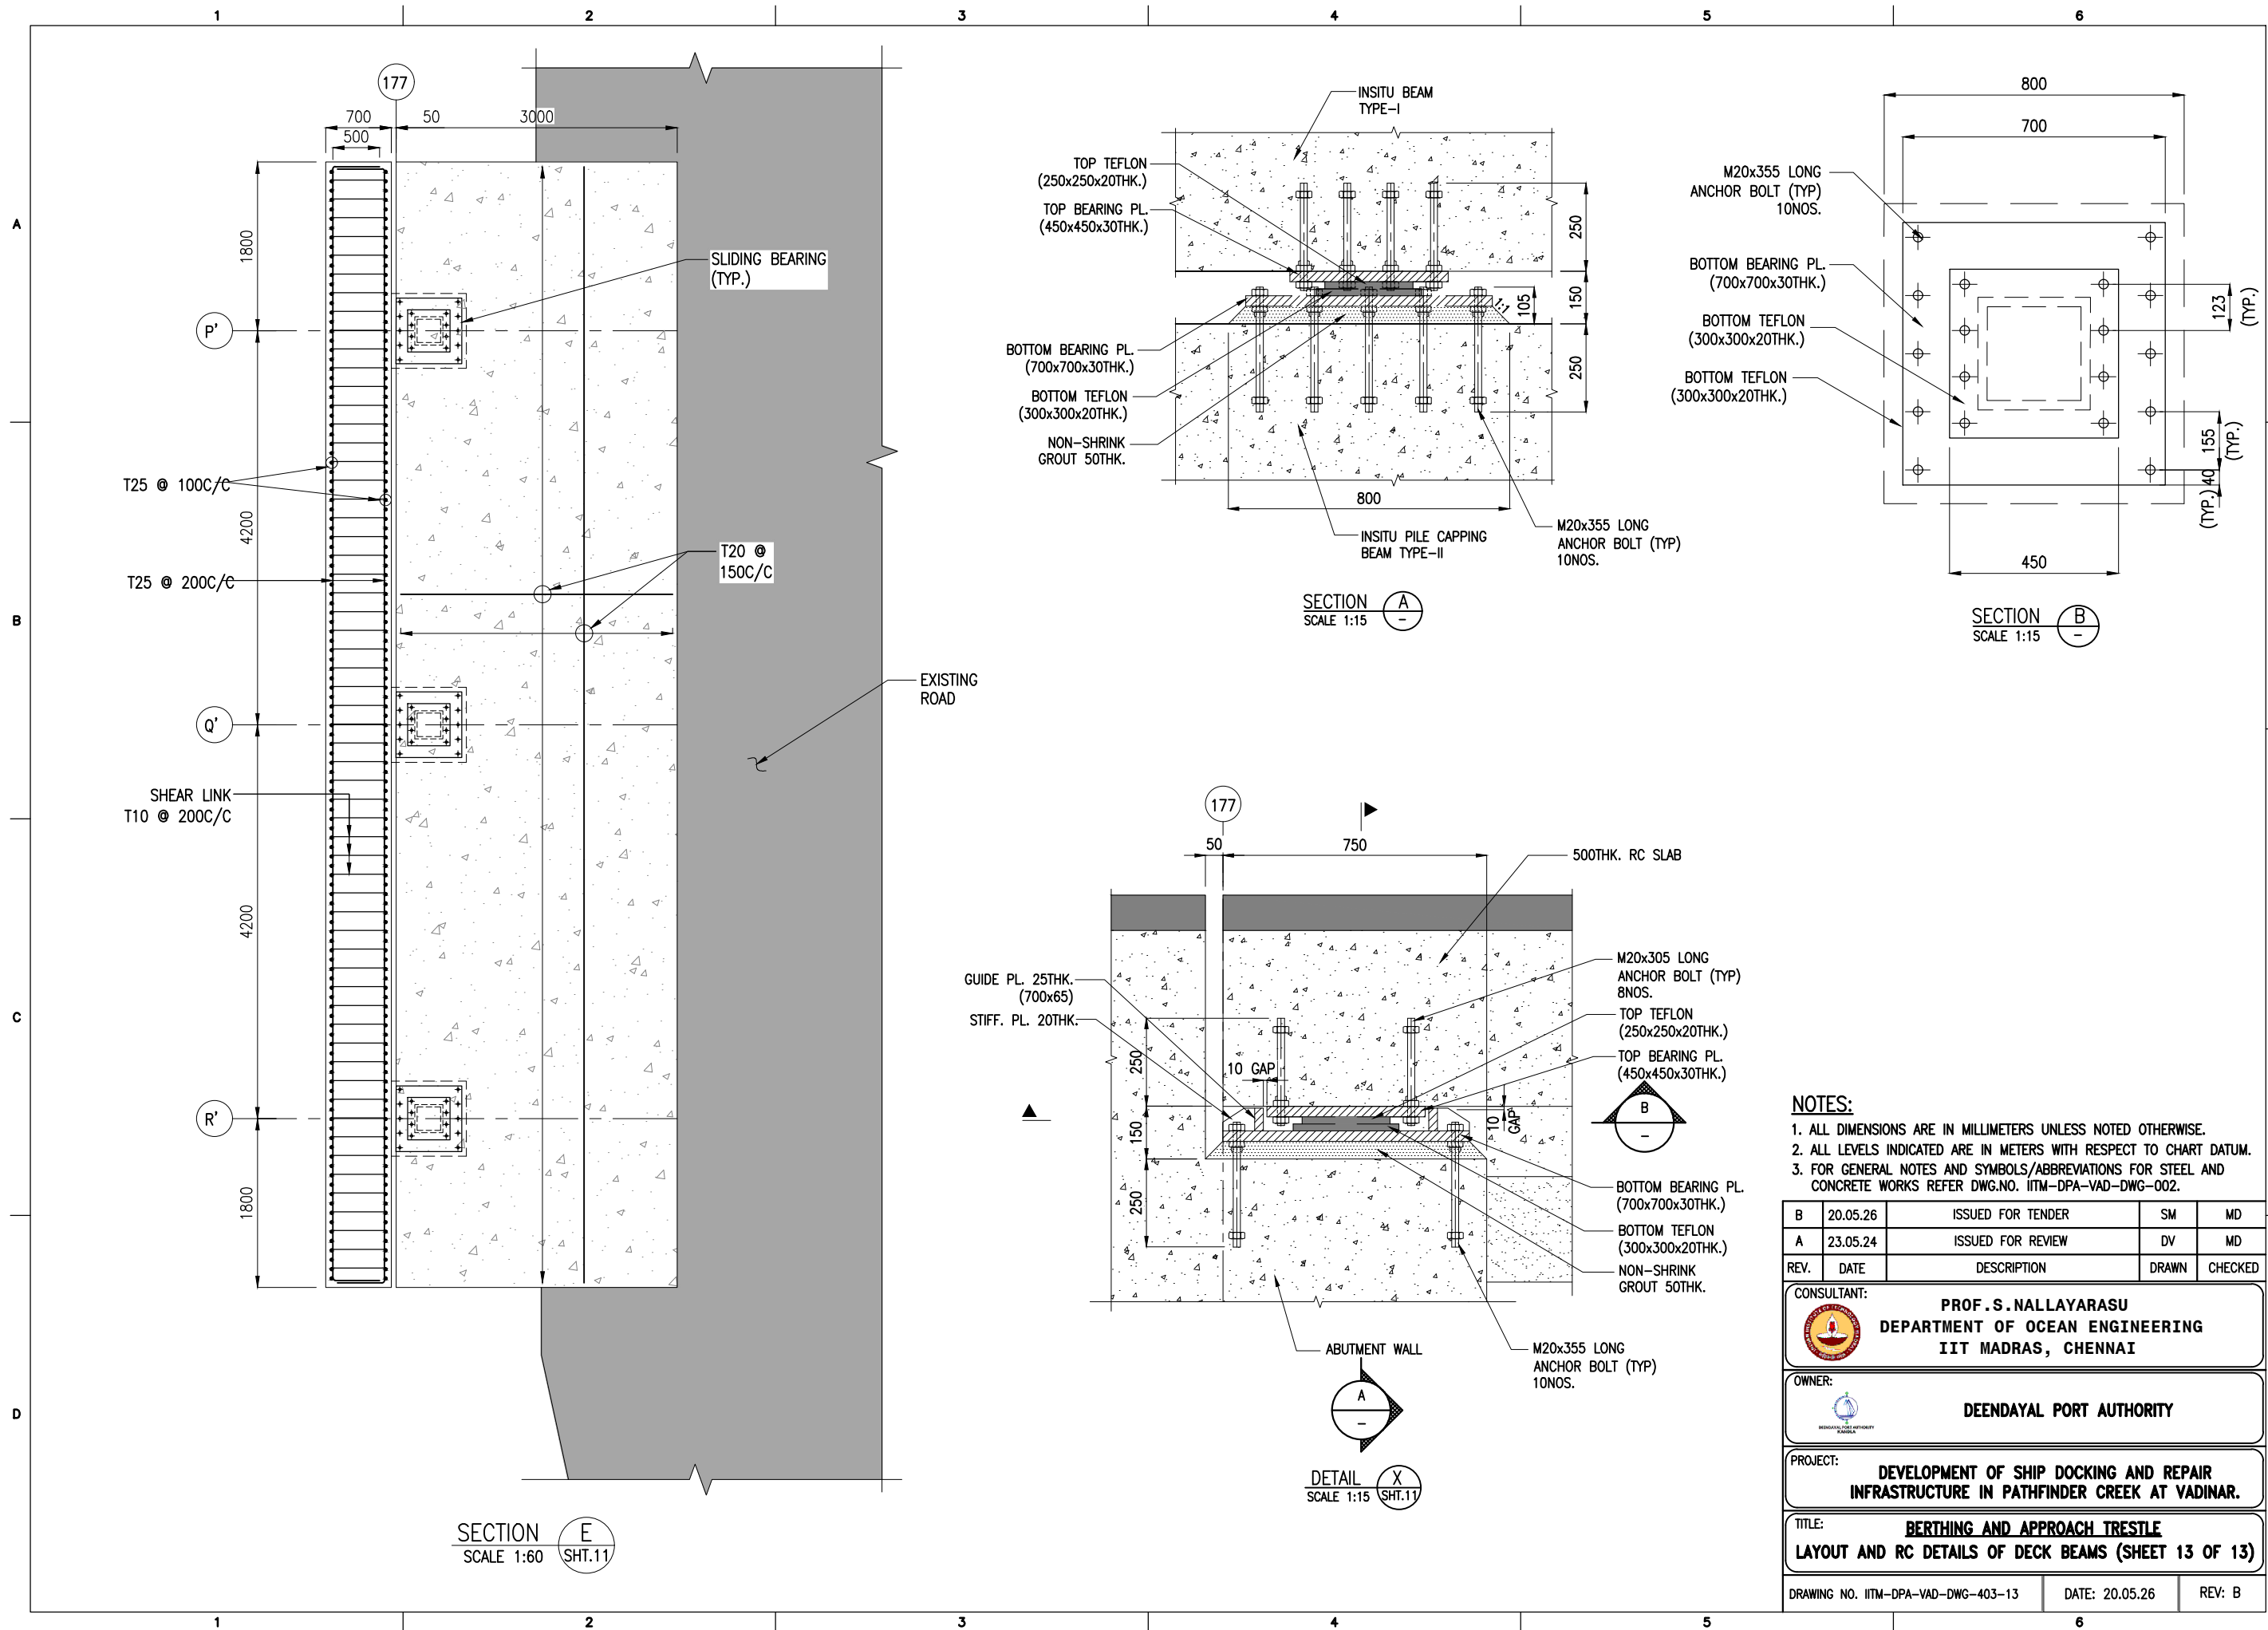 1
2
3
4
5
6
A
B
C
D
177
700
50
3000
500
1800
P'
4200
Q'
4200
R'
1800
SLIDING BEARING
(TYP.)
T25 @ 100C/C
T25 @ 200C/C
T20 @
150C/C
EXISTING
ROAD
SHEAR LINK
T10 @ 200C/C
SECTION E
SCALE 1:60 SHT.11
INSITU BEAM
TYPE-I
TOP TEFLON
(250x250x20THK.)
TOP BEARING PL.
(450x450x30THK.)
250
150
105
1:1
250
BOTTOM BEARING PL.
(700x700x30THK.)
BOTTOM TEFLON
(300x300x20THK.)
NON-SHRINK
GROUT 50THK.
800
INSITU PILE CAPPING
BEAM TYPE-II
M20x355 LONG
ANCHOR BOLT (TYP)
10NOS.
SECTION A
SCALE 1:15 -
800
700
M20x355 LONG
ANCHOR BOLT (TYP)
10NOS.
BOTTOM BEARING PL.
(700x700x30THK.)
BOTTOM TEFLON
(300x300x20THK.)
BOTTOM TEFLON
(300x300x20THK.)
123
(TYP.)
155
(TYP.)
40
(TYP.)
450
SECTION B
SCALE 1:15 -
177
50
750
500THK. RC SLAB
GUIDE PL. 25THK.
(700x65)
STIFF. PL. 20THK.
250
10 GAP
150
250
10
GAP
M20x305 LONG
ANCHOR BOLT (TYP)
8NOS.
TOP TEFLON
(250x250x20THK.)
TOP BEARING PL.
(450x450x30THK.)
B
-
BOTTOM BEARING PL.
(700x700x30THK.)
BOTTOM TEFLON
(300x300x20THK.)
NON-SHRINK
GROUT 50THK.
ABUTMENT WALL
M20x355 LONG
ANCHOR BOLT (TYP)
10NOS.
A
-
DETAIL X
SCALE 1:15 SHT.11
NOTES:
1. ALL DIMENSIONS ARE IN MILLIMETERS UNLESS NOTED OTHERWISE.
2. ALL LEVELS INDICATED ARE IN METERS WITH RESPECT TO CHART DATUM.
3. FOR GENERAL NOTES AND SYMBOLS/ABBREVIATIONS FOR STEEL AND
CONCRETE WORKS REFER DWG.NO. IITM-DPA-VAD-DWG-002.
B 20.05.26 ISSUED FOR TENDER SM MD
A 23.05.24 ISSUED FOR REVIEW DV MD
REV. DATE DESCRIPTION DRAWN CHECKED
CONSULTANT:
PROF.S.NALLAYARASU
DEPARTMENT OF OCEAN ENGINEERING
IIT MADRAS, CHENNAI
OWNER:
DEENDAYAL PORT AUTHORITY
KANDLA
DEENDAYAL PORT AUTHORITY
PROJECT:
DEVELOPMENT OF SHIP DOCKING AND REPAIR
INFRASTRUCTURE IN PATHFINDER CREEK AT VADINAR.
TITLE:
BERTHING AND APPROACH TRESTLE
LAYOUT AND RC DETAILS OF DECK BEAMS (SHEET 13 OF 13)
DRAWING NO. IITM-DPA-VAD-DWG-403-13 DATE: 20.05.26 REV: B
1
2
3
4
5
6